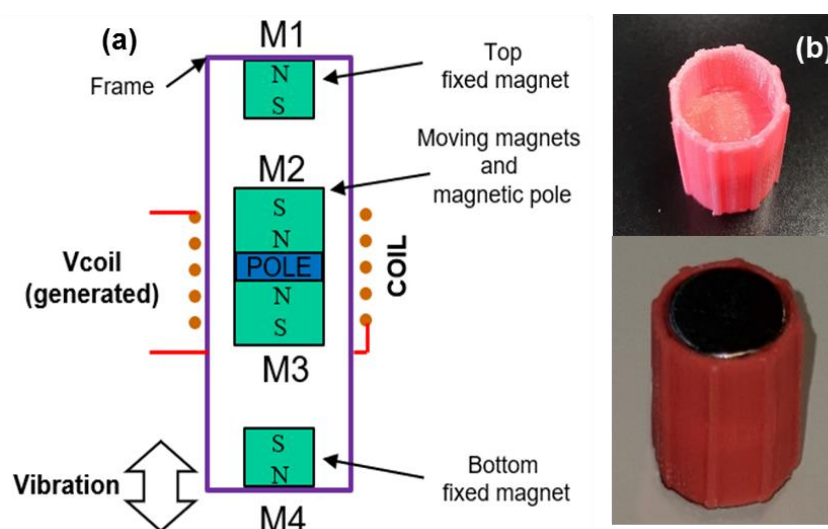 (a)
M1
Frame
N
S
Top
fixed magnet
Moving magnets
and
magnetic pole
M2
S
N
POLE
N
S
M3
Vcoil
(generated)
COIL
S
N
Bottom
fixed magnet
Vibration
M4
(b)